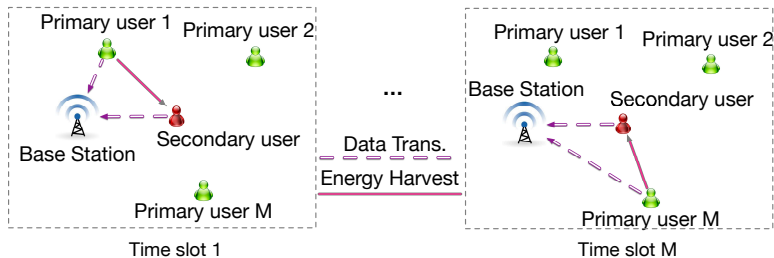 Primary user 1
Primary user 2
Base Station
Secondary user
Primary user M
Time slot 1
...
Data Trans.
Energy Harvest
Primary user 1
Primary user 2
Base Station
Secondary user
Primary user M
Time slot M